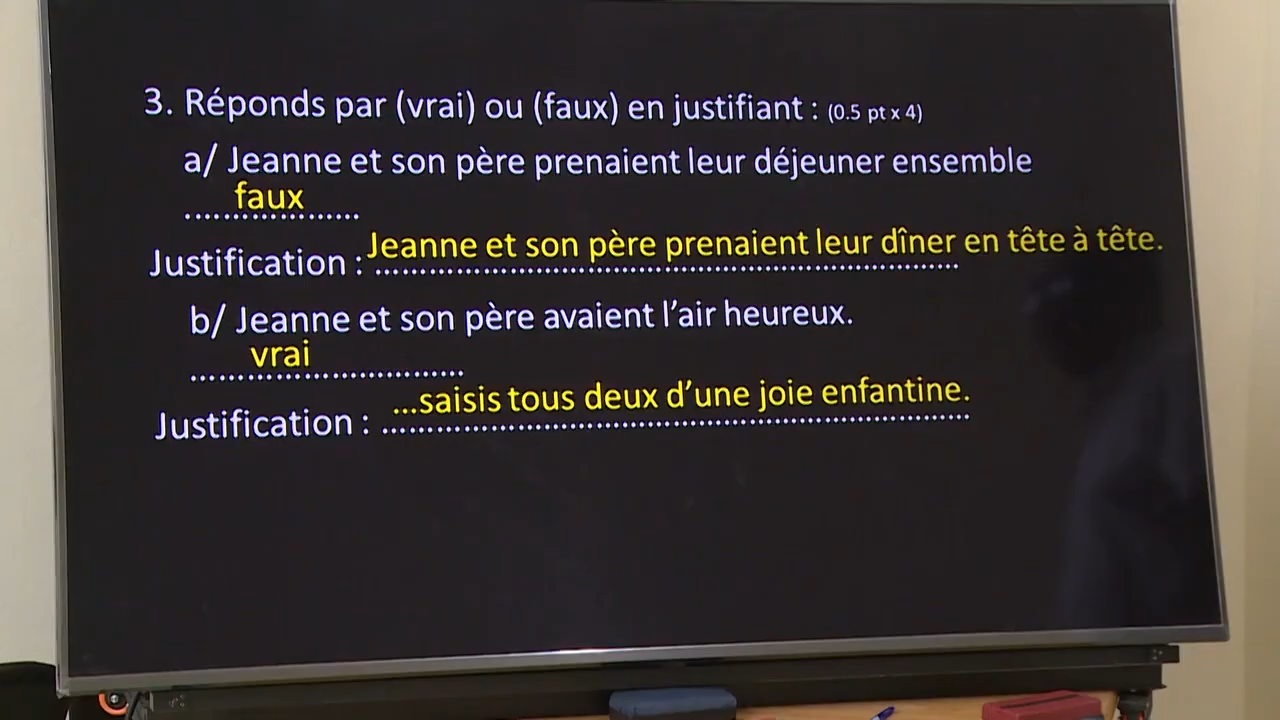 3. Réponds par (vrai) ou (faux) en justifiant : (0.5 pt x 4)
a/ Jeanne et son père prenaient leur déjeuner ensemble
faux
..................
Justification : Jeanne et son père prenaient leur dîner en tête à tête.
b/ Jeanne et son père avaient l’air heureux.
vrai
.............................
Justification : ...saisis tous deux d’une joie enfantine.